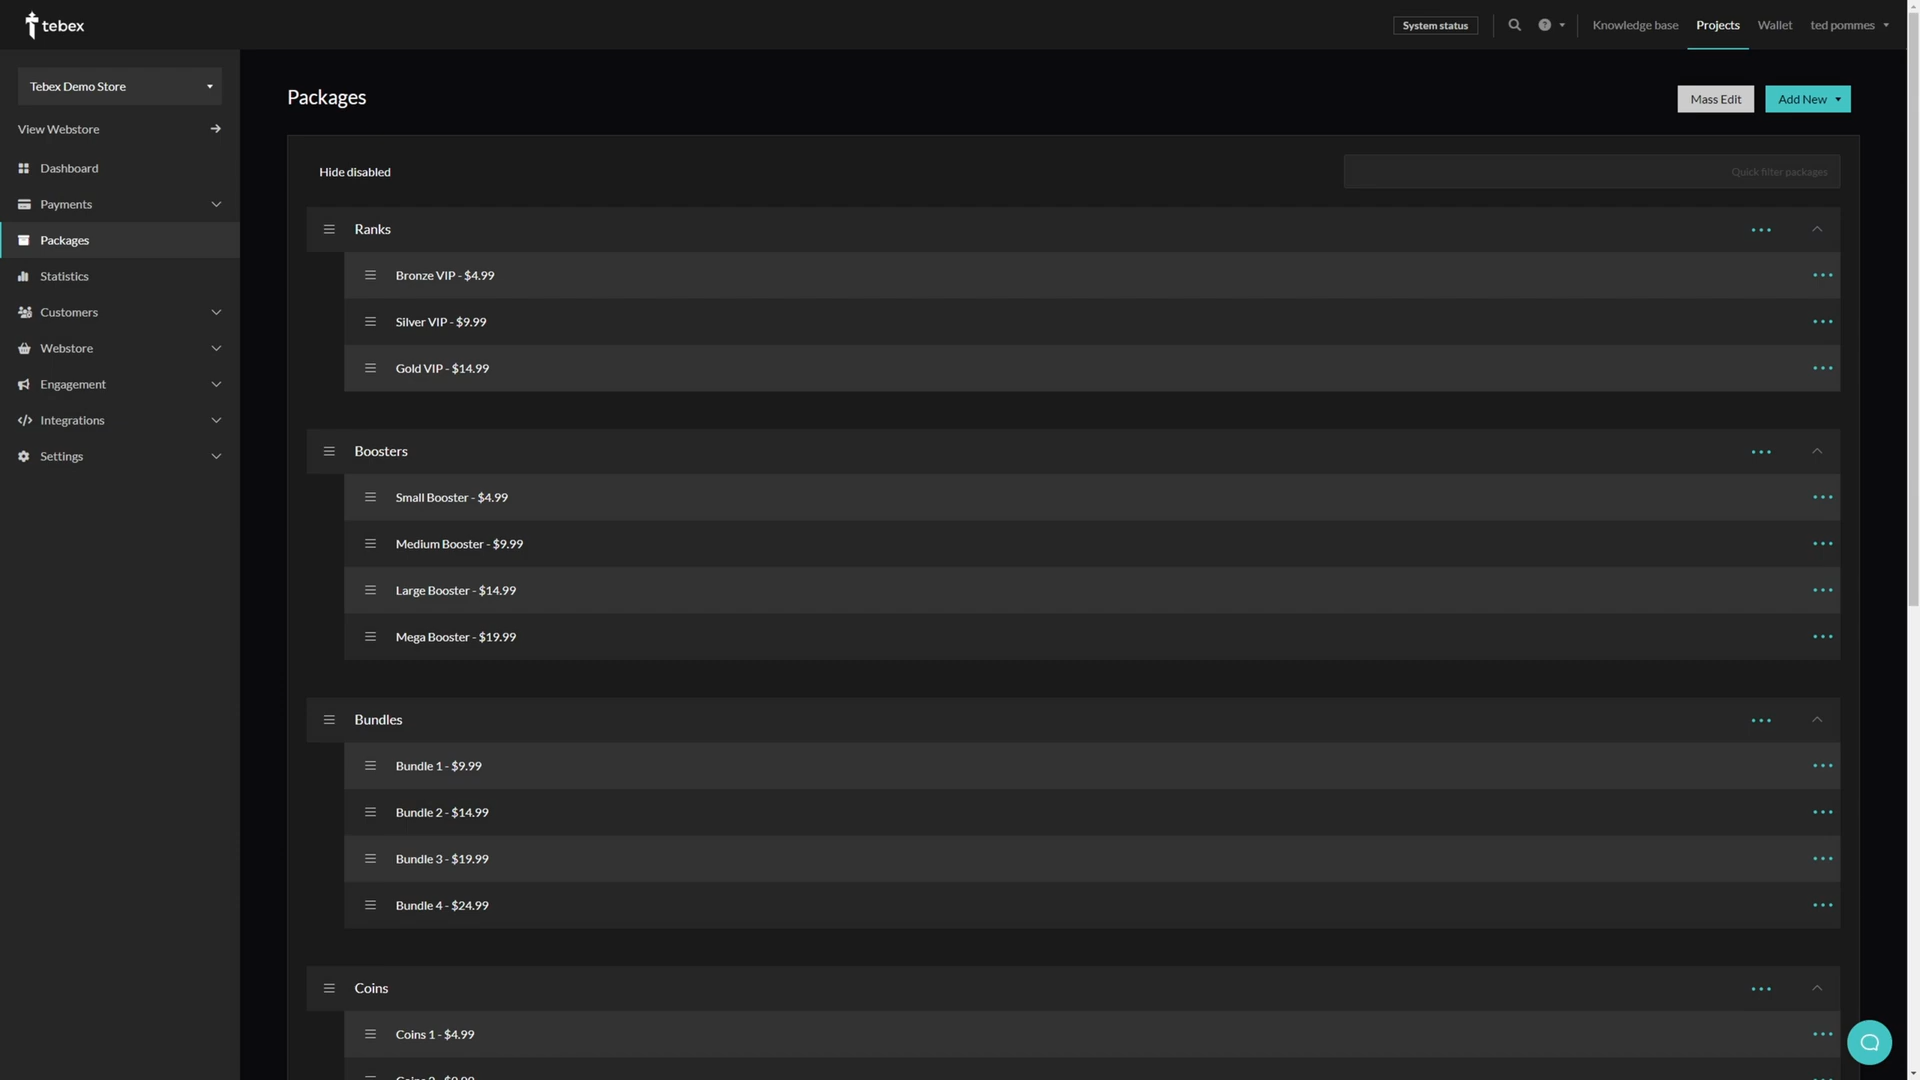 tebex
System status
Knowledge base
Projects
Wallet
ted pommes
Tebex Demo Store
View Webstore
Dashboard
Payments
Packages
Statistics
Customers
Webstore
Engagement
Integrations
Settings
Packages
Mass Edit
Add New
Hide disabled
Quick filter packages
Ranks
Bronze VIP - $4.99
Silver VIP - $9.99
Gold VIP - $14.99
Boosters
Small Booster - $4.99
Medium Booster - $9.99
Large Booster - $14.99
Mega Booster - $19.99
Bundles
Bundle 1 - $9.99
Bundle 2 - $14.99
Bundle 3 - $19.99
Bundle 4 - $24.99
Coins
Coins 1 - $4.99